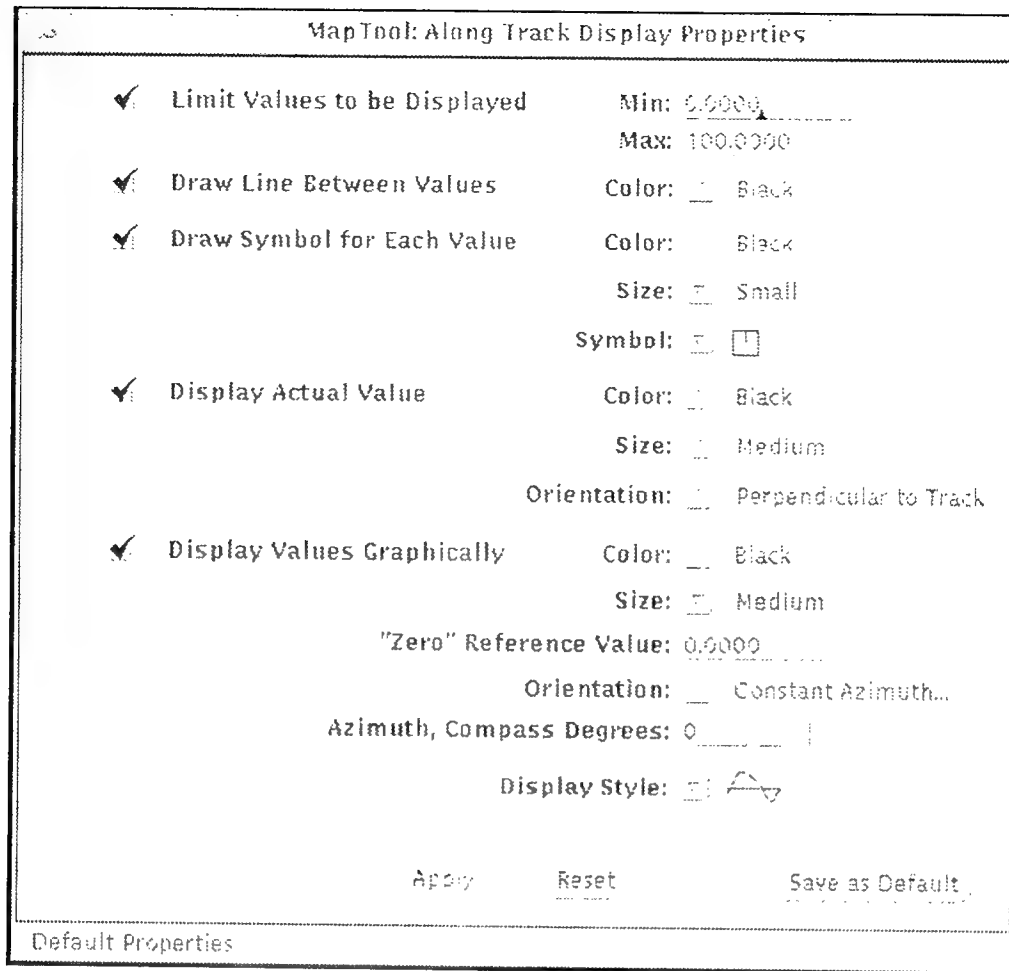 MapTool: Along Track Display Properties
Limit Values to be Displayed Min: 0.0000
Max: 100.0000
Draw Line Between Values Color: Black
Draw Symbol for Each Value Color: Black
Size: Small
Symbol:
Display Actual Value Color: Black
Size: Medium
Orientation: Perpendicular to Track
Display Values Graphically Color: Black
Size: Medium
"Zero" Reference Value: 0.0000
Orientation: Constant Azimuth...
Azimuth, Compass Degrees: 0
Display Style:
Apply Reset Save as Default
Default Properties